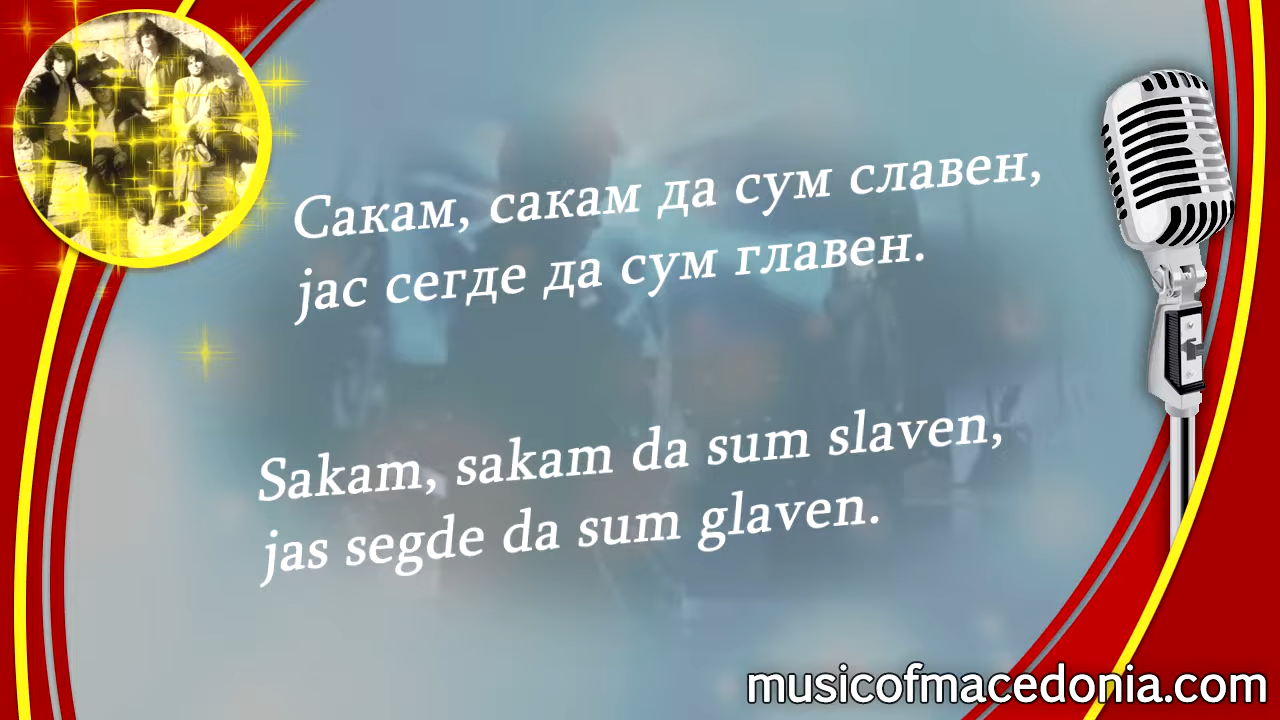 Сакам, сакам да сум славен,
јас сегде да сум главен.
Sakam, sakam da sum slaven,
jas segde da sum glaven.
musicofmacedonia.com